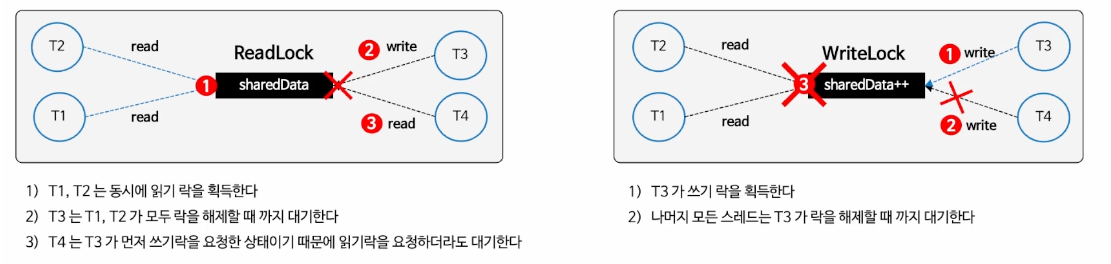 ReadLock
T2
read
2 write
T3
1
sharedData
T1
read
3 read
T4
1) T1, T2 는 동시에 읽기 락을 획득한다
2) T3 는 T1, T2 가 모두 락을 해제할 때 까지 대기한다
3) T4 는 T3 가 먼저 쓰기락을 요청한 상태이기 때문에 읽기락을 요청하더라도 대기한다
WriteLock
T2
read
1 write
T3
3
sharedData++
T1
read
2 write
T4
1) T3 가 쓰기 락을 획득한다
2) 나머지 모든 스레드는 T3 가 락을 해제할 때 까지 대기한다